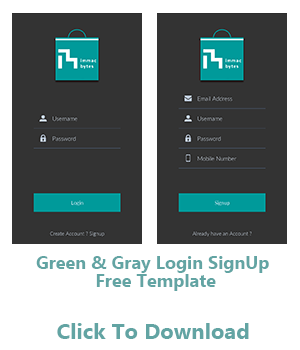 immac
bytes
Username
Password
Login
Create Account ? Signup
immac
bytes
Email Address
Username
Password
Mobile Number
Signup
Already have an Account ?
Green & Gray Login SignUp
Free Template
Click To Download